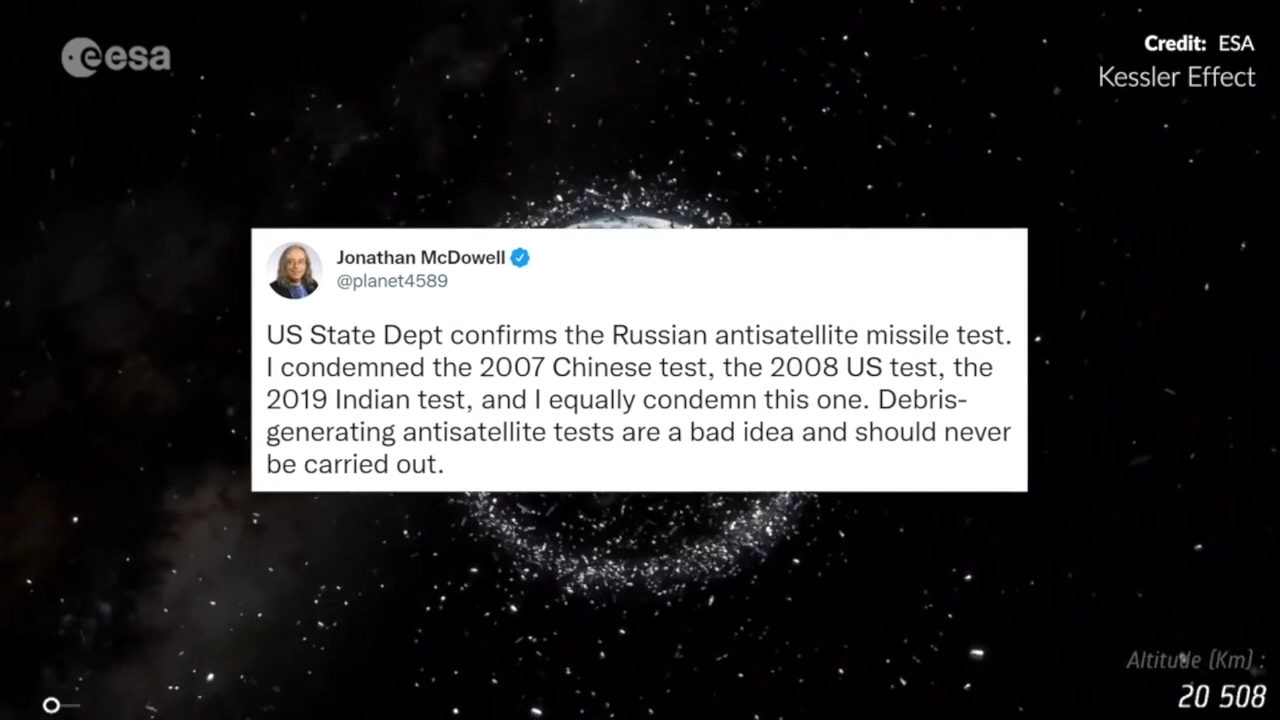 esa
Credit: ESA
Kessler Effect
Jonathan McDowell
@planet4589
US State Dept confirms the Russian antisatellite missile test.
I condemned the 2007 Chinese test, the 2008 US test, the
2019 Indian test, and I equally condemn this one. Debris-
generating antisatellite tests are a bad idea and should never
be carried out.
Altitude [Km] :
20 508